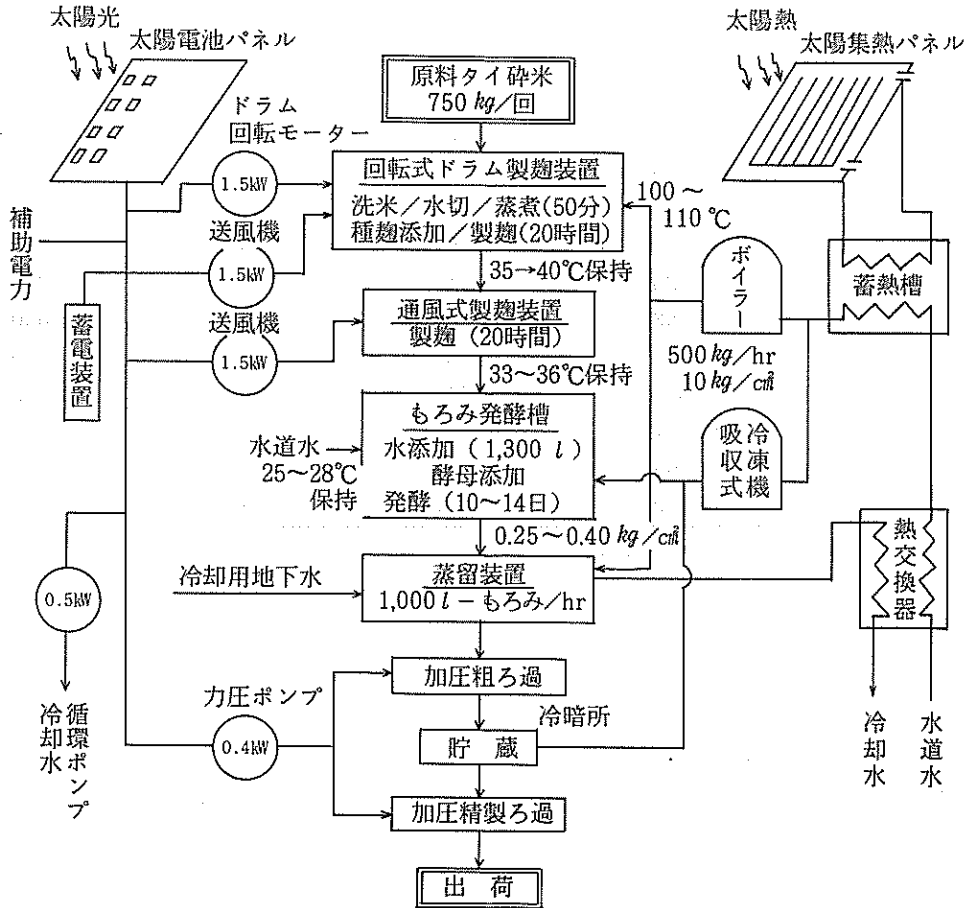 太陽光
太陽電池パネル
ドラム
回転モーター
1.5kW
送風機
1.5kW
送風機
1.5kW
補助電力
蓄電装置
0.5kW
循環ポンプ
冷却水
力圧ポンプ
0.4kW
原料タイ砕米
750 kg/回
回転式ドラム製麹装置
洗米/水切/蒸煮(50分)
種麹添加/製麹(20時間)
35→40℃保持
通風式製麹装置
製麹 (20時間)
33~36℃保持
もろみ発酵槽
水添加 (1,300 l)
酵母添加
発酵 (10~14日)
水道水
25~28℃
保持
0.25~0.40 kg/c㎡
蒸留装置
1,000 l-もろみ/hr
冷却用地下水
加圧粗ろ過
冷暗所
貯蔵
加圧精製ろ過
出荷
太陽熱
太陽集熱パネル
100~
110℃
ボイラー
500 kg/hr
10 kg/c㎡
蓄熱槽
吸収式
冷凍機
熱交換器
冷却水
水道水